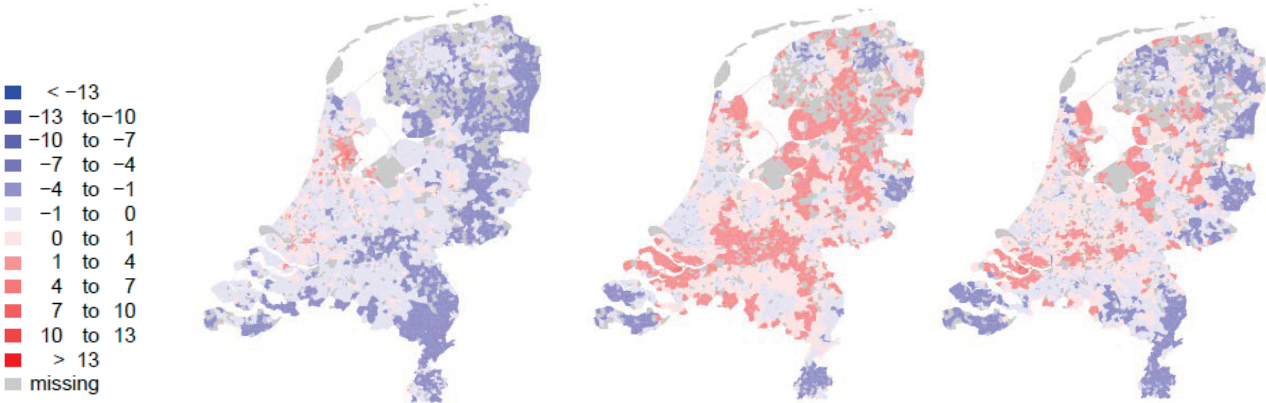 < −13
−13 to −10
−10 to −7
−7 to −4
−4 to −1
−1 to 0
0 to 1
1 to 4
4 to 7
7 to 10
10 to 13
> 13
missing